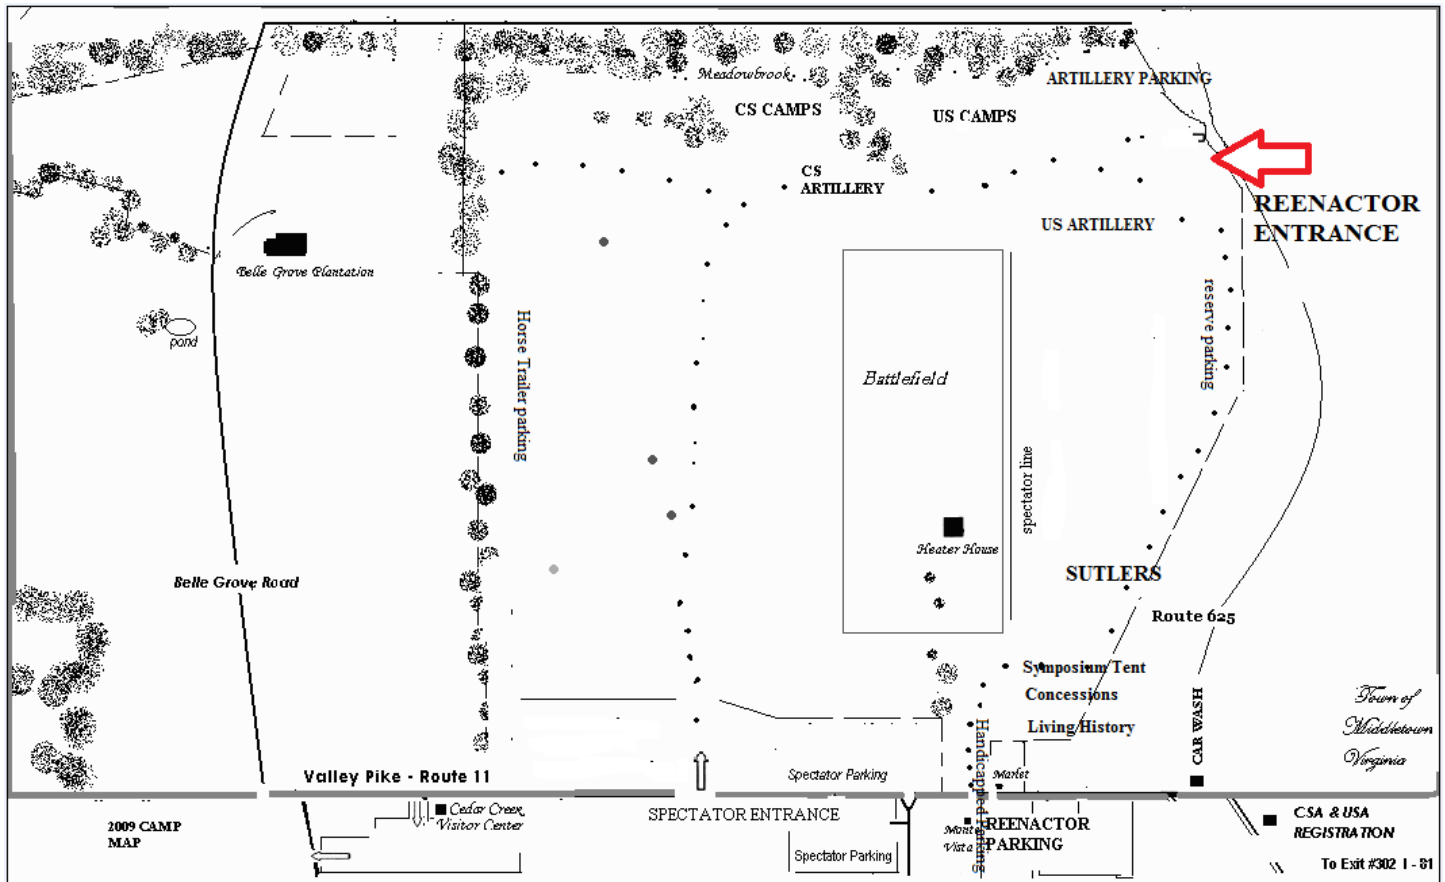 Meadowbrook
ARTILLERY PARKING
CS CAMPS
US CAMPS
CS
ARTILLERY
REENACTOR
ENTRANCE
US ARTILLERY
Belle Grove Plantation
reserve parking
Horse Trailer parking
pond
Battlefield
spectator line
Heater House
SUTLERS
Belle Grove Road
Route 625
Symposium Tent
Concessions
Living History
Handicapped Parking
CAR WASH
Town of
Middletown
Virginia
Valley Pike - Route 11
Spectator Parking
Market
2009 CAMP
MAP
Cedar Creek
Visitor Center
SPECTATOR ENTRANCE
Monte
Vista
REENACTOR
PARKING
CSA & USA
REGISTRATION
Spectator Parking
To Exit #302 I - 81